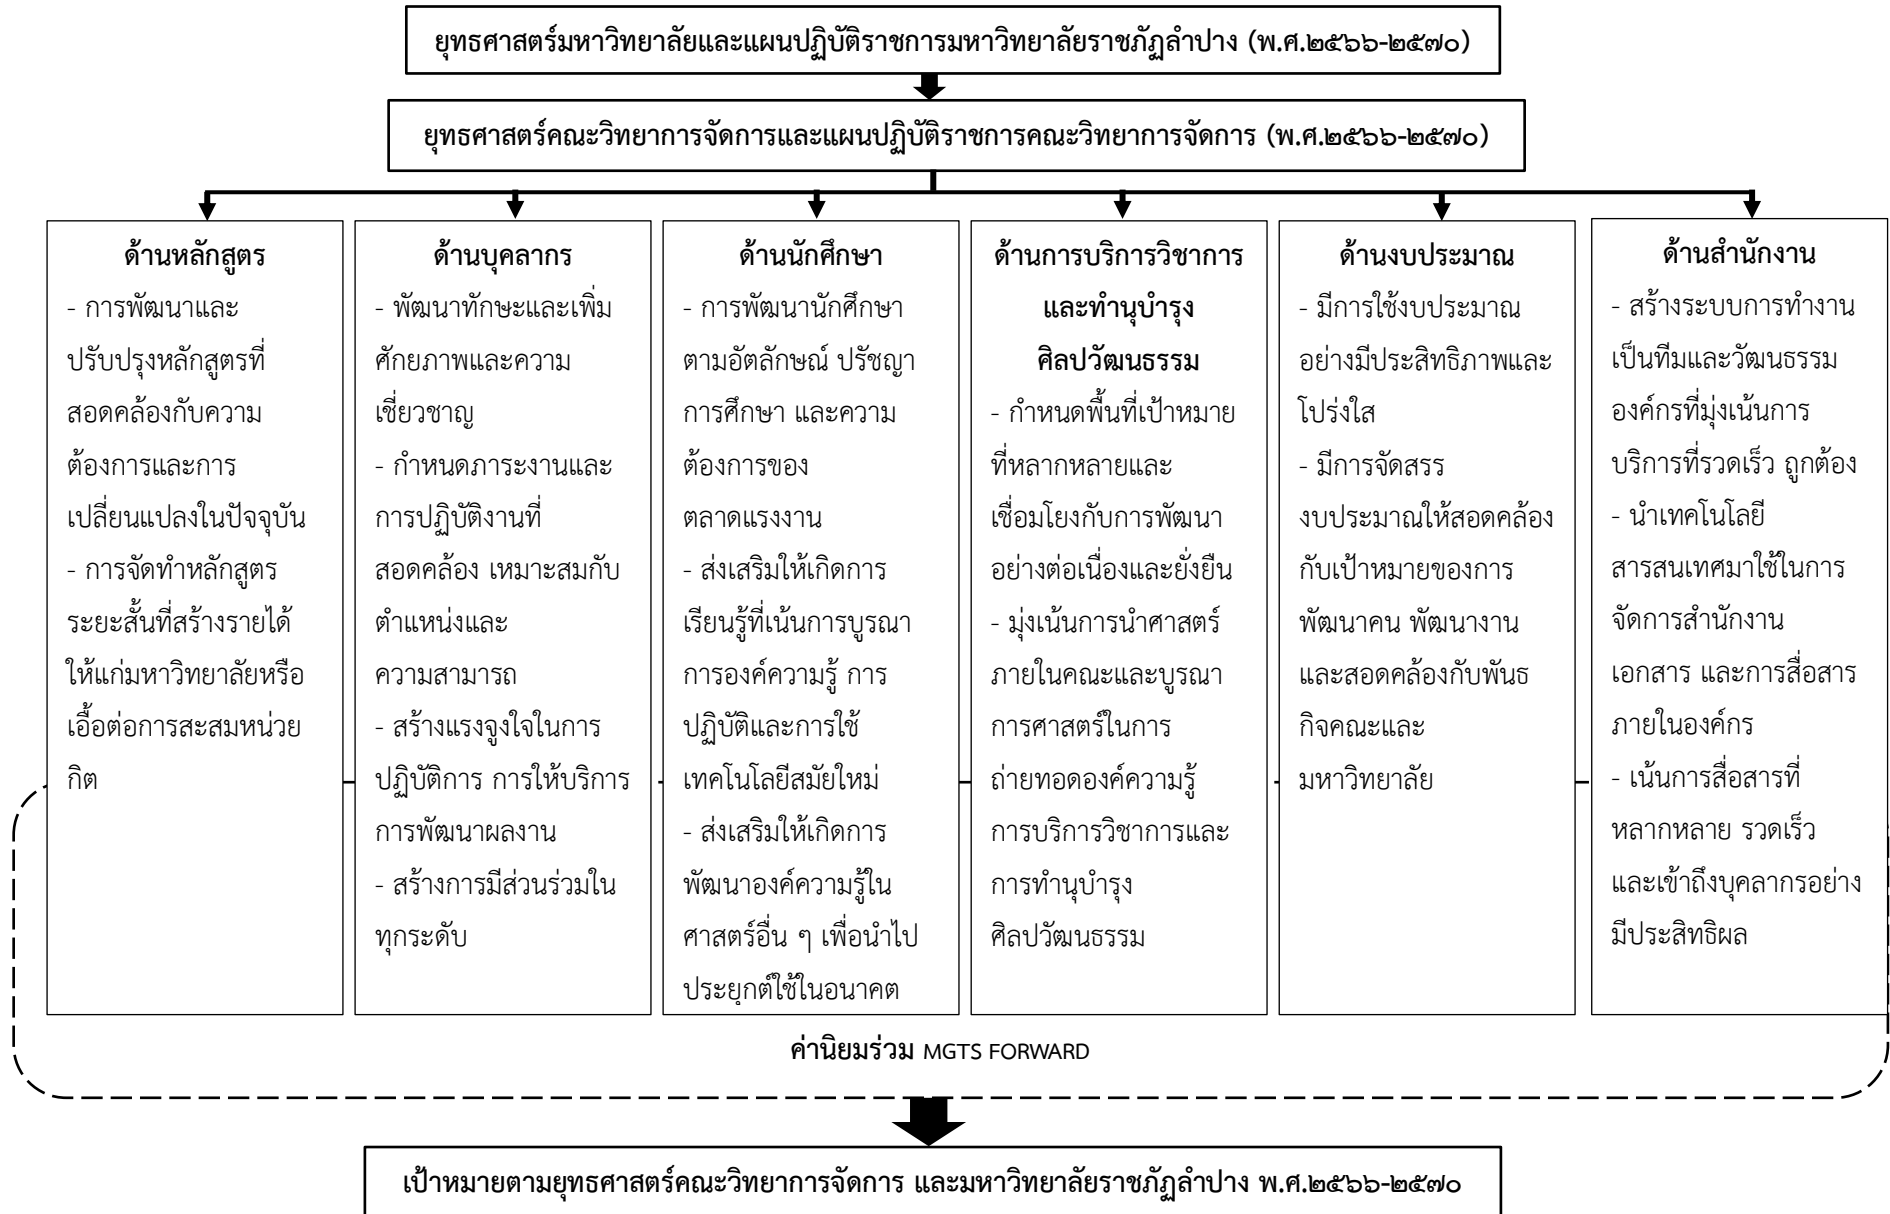 ยุทธศาสตร์มหาวิทยาลัยและแผนปฏิบัติราชการมหาวิทยาลัยราชภัฏลำปาง (พ.ศ.๒๕๖๖-๒๕๗๐)
ยุทธศาสตร์คณะวิทยาการจัดการและแผนปฏิบัติราชการคณะวิทยาการจัดการ (พ.ศ.๒๕๖๖-๒๕๗๐)
ด้านหลักสูตร
- การพัฒนาและ
ปรับปรุงหลักสูตรที่
สอดคล้องกับความ
ต้องการและการ
เปลี่ยนแปลงในปัจจุบัน
- การจัดทำหลักสูตร
ระยะสั้นที่สร้างรายได้
ให้แก่มหาวิทยาลัยหรือ
เอื้อต่อการสะสมหน่วย
กิต
ด้านบุคลากร
- พัฒนาทักษะและเพิ่ม
ศักยภาพและความ
เชี่ยวชาญ
- กำหนดภาระงานและ
การปฏิบัติงานที่
สอดคล้อง เหมาะสมกับ
ตำแหน่งและ
ความสามารถ
- สร้างแรงจูงใจในการ
ปฏิบัติการ การให้บริการ
การพัฒนาผลงาน
- สร้างการมีส่วนร่วมใน
ทุกระดับ
ด้านนักศึกษา
- การพัฒนานักศึกษา
ตามอัตลักษณ์ ปรัชญา
การศึกษา และความ
ต้องการของ
ตลาดแรงงาน
- ส่งเสริมให้เกิดการ
เรียนรู้ที่เน้นการบูรณา
การองค์ความรู้ การ
ปฏิบัติและการใช้
เทคโนโลยีสมัยใหม่
- ส่งเสริมให้เกิดการ
พัฒนาองค์ความรู้ใน
ศาสตร์อื่น ๆ เพื่อนำไป
ประยุกต์ใช้ในอนาคต
ด้านการบริการวิชาการ
และทำนุบำรุง
ศิลปวัฒนธรรม
- กำหนดพื้นที่เป้าหมาย
ที่หลากหลายและ
เชื่อมโยงกับการพัฒนา
อย่างต่อเนื่องและยั่งยืน
- มุ่งเน้นการนำศาสตร์
ภายในคณะและบูรณา
การศาสตร์ในการ
ถ่ายทอดองค์ความรู้
การบริการวิชาการและ
การทำนุบำรุง
ศิลปวัฒนธรรม
ด้านงบประมาณ
- มีการใช้งบประมาณ
อย่างมีประสิทธิภาพและ
โปร่งใส
- มีการจัดสรร
งบประมาณให้สอดคล้อง
กับเป้าหมายของการ
พัฒนาคน พัฒนางาน
และสอดคล้องกับพันธ
กิจคณะและ
มหาวิทยาลัย
ด้านสำนักงาน
- สร้างระบบการทำงาน
เป็นทีมและวัฒนธรรม
องค์กรที่มุ่งเน้นการ
บริการที่รวดเร็ว ถูกต้อง
- นำเทคโนโลยี
สารสนเทศมาใช้ในการ
จัดการสำนักงาน
เอกสาร และการสื่อสาร
ภายในองค์กร
- เน้นการสื่อสารที่
หลากหลาย รวดเร็ว
และเข้าถึงบุคลากรอย่าง
มีประสิทธิผล
ค่านิยมร่วม MGTS FORWARD
เป้าหมายตามยุทธศาสตร์คณะวิทยาการจัดการ และมหาวิทยาลัยราชภัฏลำปาง พ.ศ.๒๕๖๖-๒๕๗๐